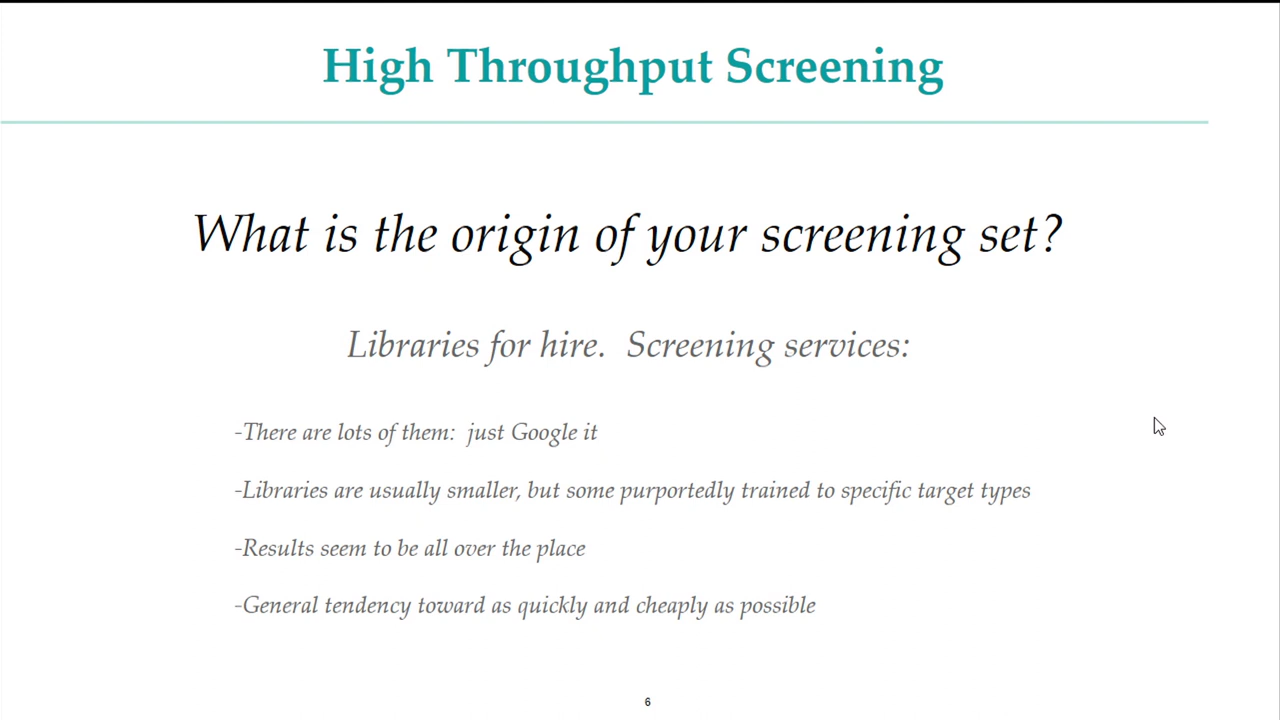 High Throughput Screening
What is the origin of your screening set?
Libraries for hire.  Screening services:
-There are lots of them:  just Google it
-Libraries are usually smaller, but some purportedly trained to specific target types
-Results seem to be all over the place
-General tendency toward as quickly and cheaply as possible
6